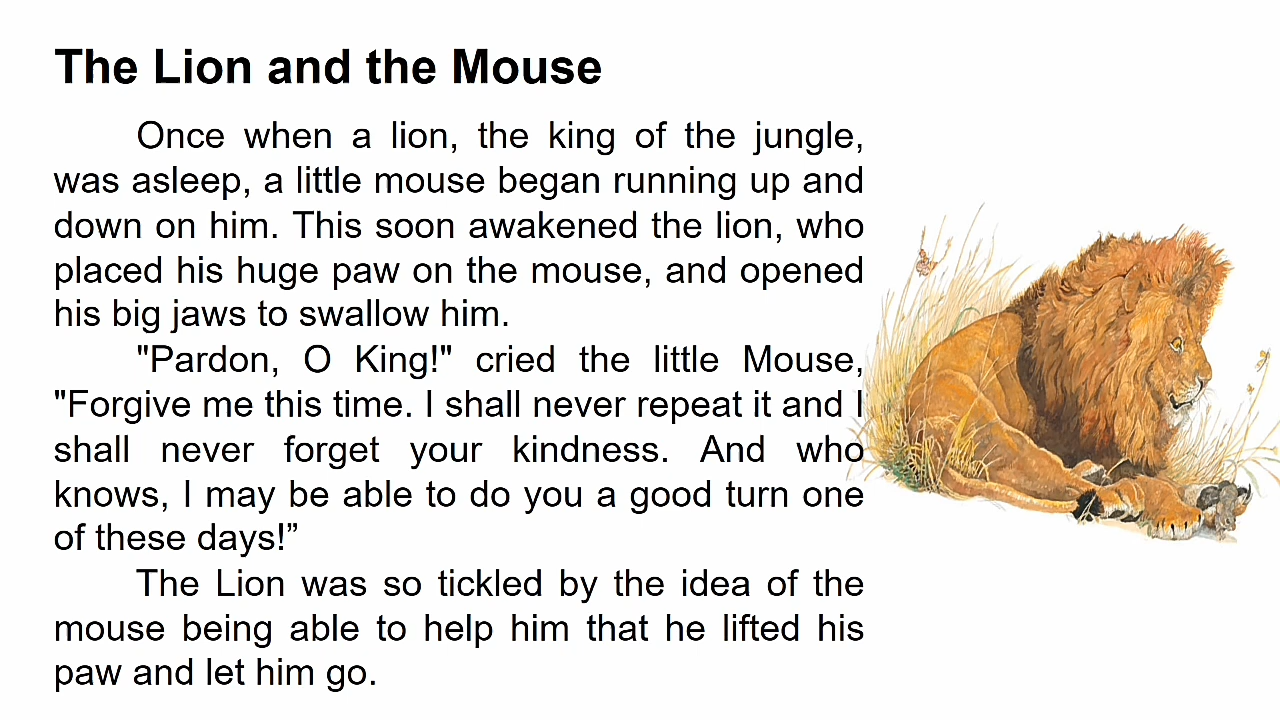 The Lion and the Mouse
Once when a lion, the king of the jungle,
was asleep, a little mouse began running up and
down on him. This soon awakened the lion, who
placed his huge paw on the mouse, and opened
his big jaws to swallow him.
"Pardon, O King!" cried the little Mouse,
"Forgive me this time. I shall never repeat it and I
shall never forget your kindness. And who
knows, I may be able to do you a good turn one
of these days!”
The Lion was so tickled by the idea of the
mouse being able to help him that he lifted his
paw and let him go.